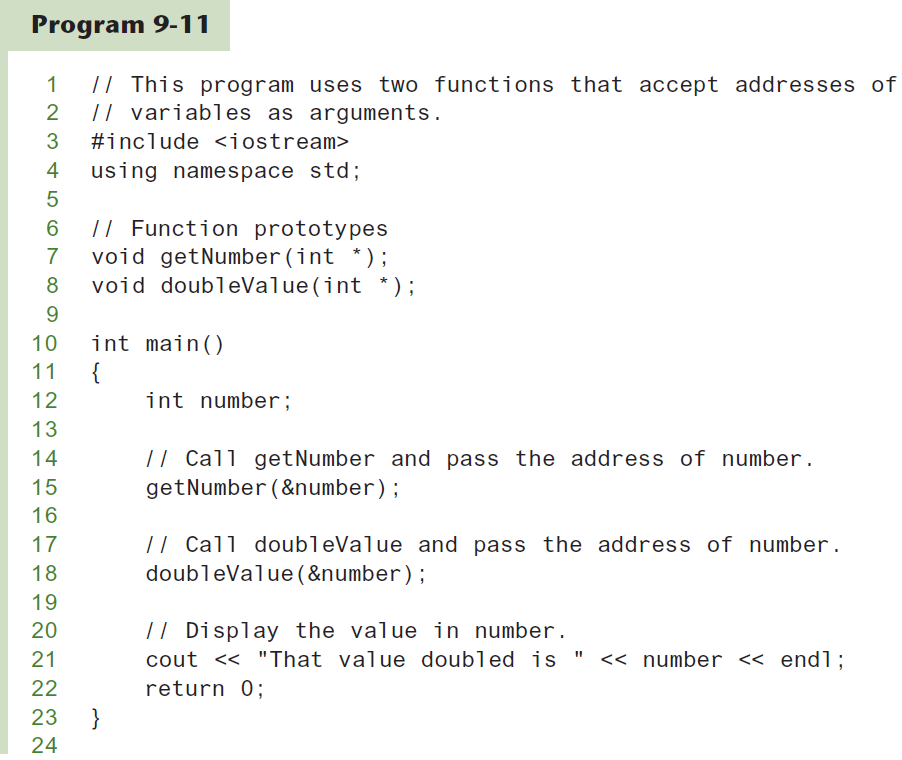 Program 9-11
1 // This program uses two functions that accept addresses of
2 // variables as arguments.
3 #include <iostream>
4 using namespace std;
5
6 // Function prototypes
7 void getNumber(int *);
8 void doubleValue(int *);
9
10 int main()
11 {
12 int number;
13
14 // Call getNumber and pass the address of number.
15 getNumber(&number);
16
17 // Call doubleValue and pass the address of number.
18 doubleValue(&number);
19
20 // Display the value in number.
21 cout << "That value doubled is " << number << endl;
22 return 0;
23 }
24